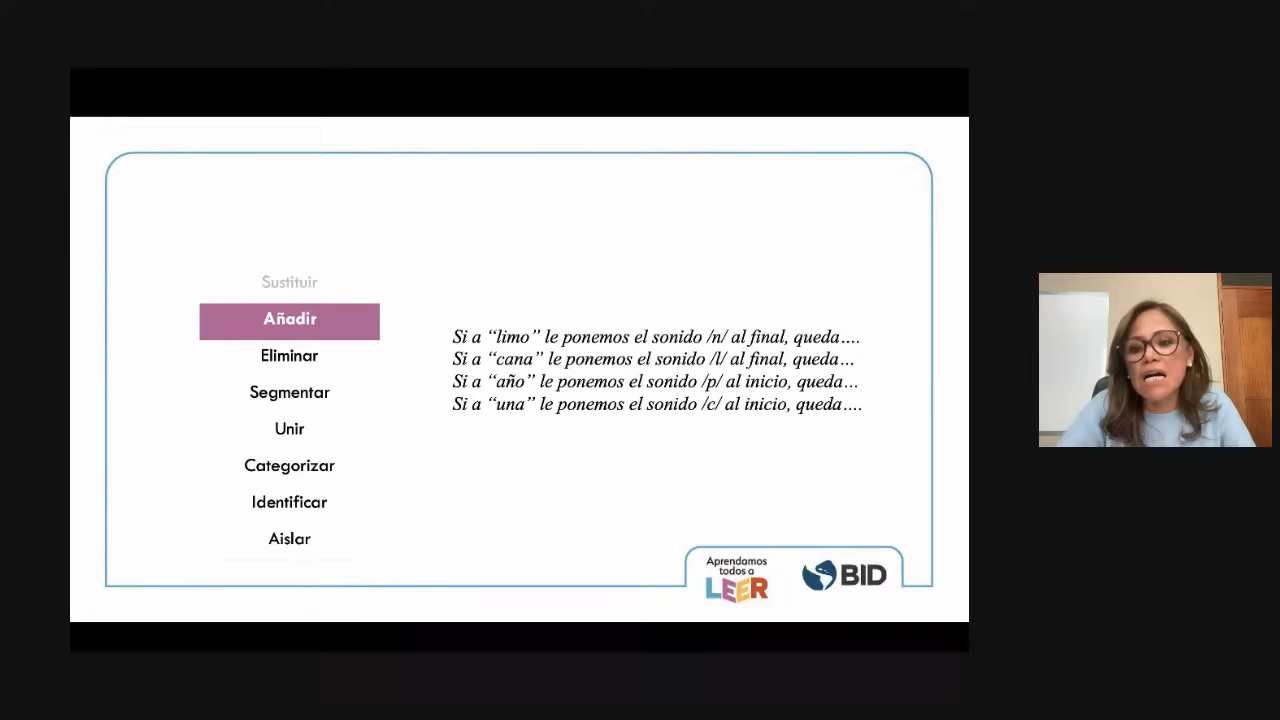 Sustituir
Añadir
Eliminar
Segmentar
Unir
Categorizar
Identificar
Aislar
Si a “limo” le ponemos el sonido /n/ al final, queda….
Si a “cana” le ponemos el sonido /l/ al final, queda…
Si a “año” le ponemos el sonido /p/ al inicio, queda…
Si a “una” le ponemos el sonido /c/ al inicio, queda….
Aprendamos
todos a
LEER
BID